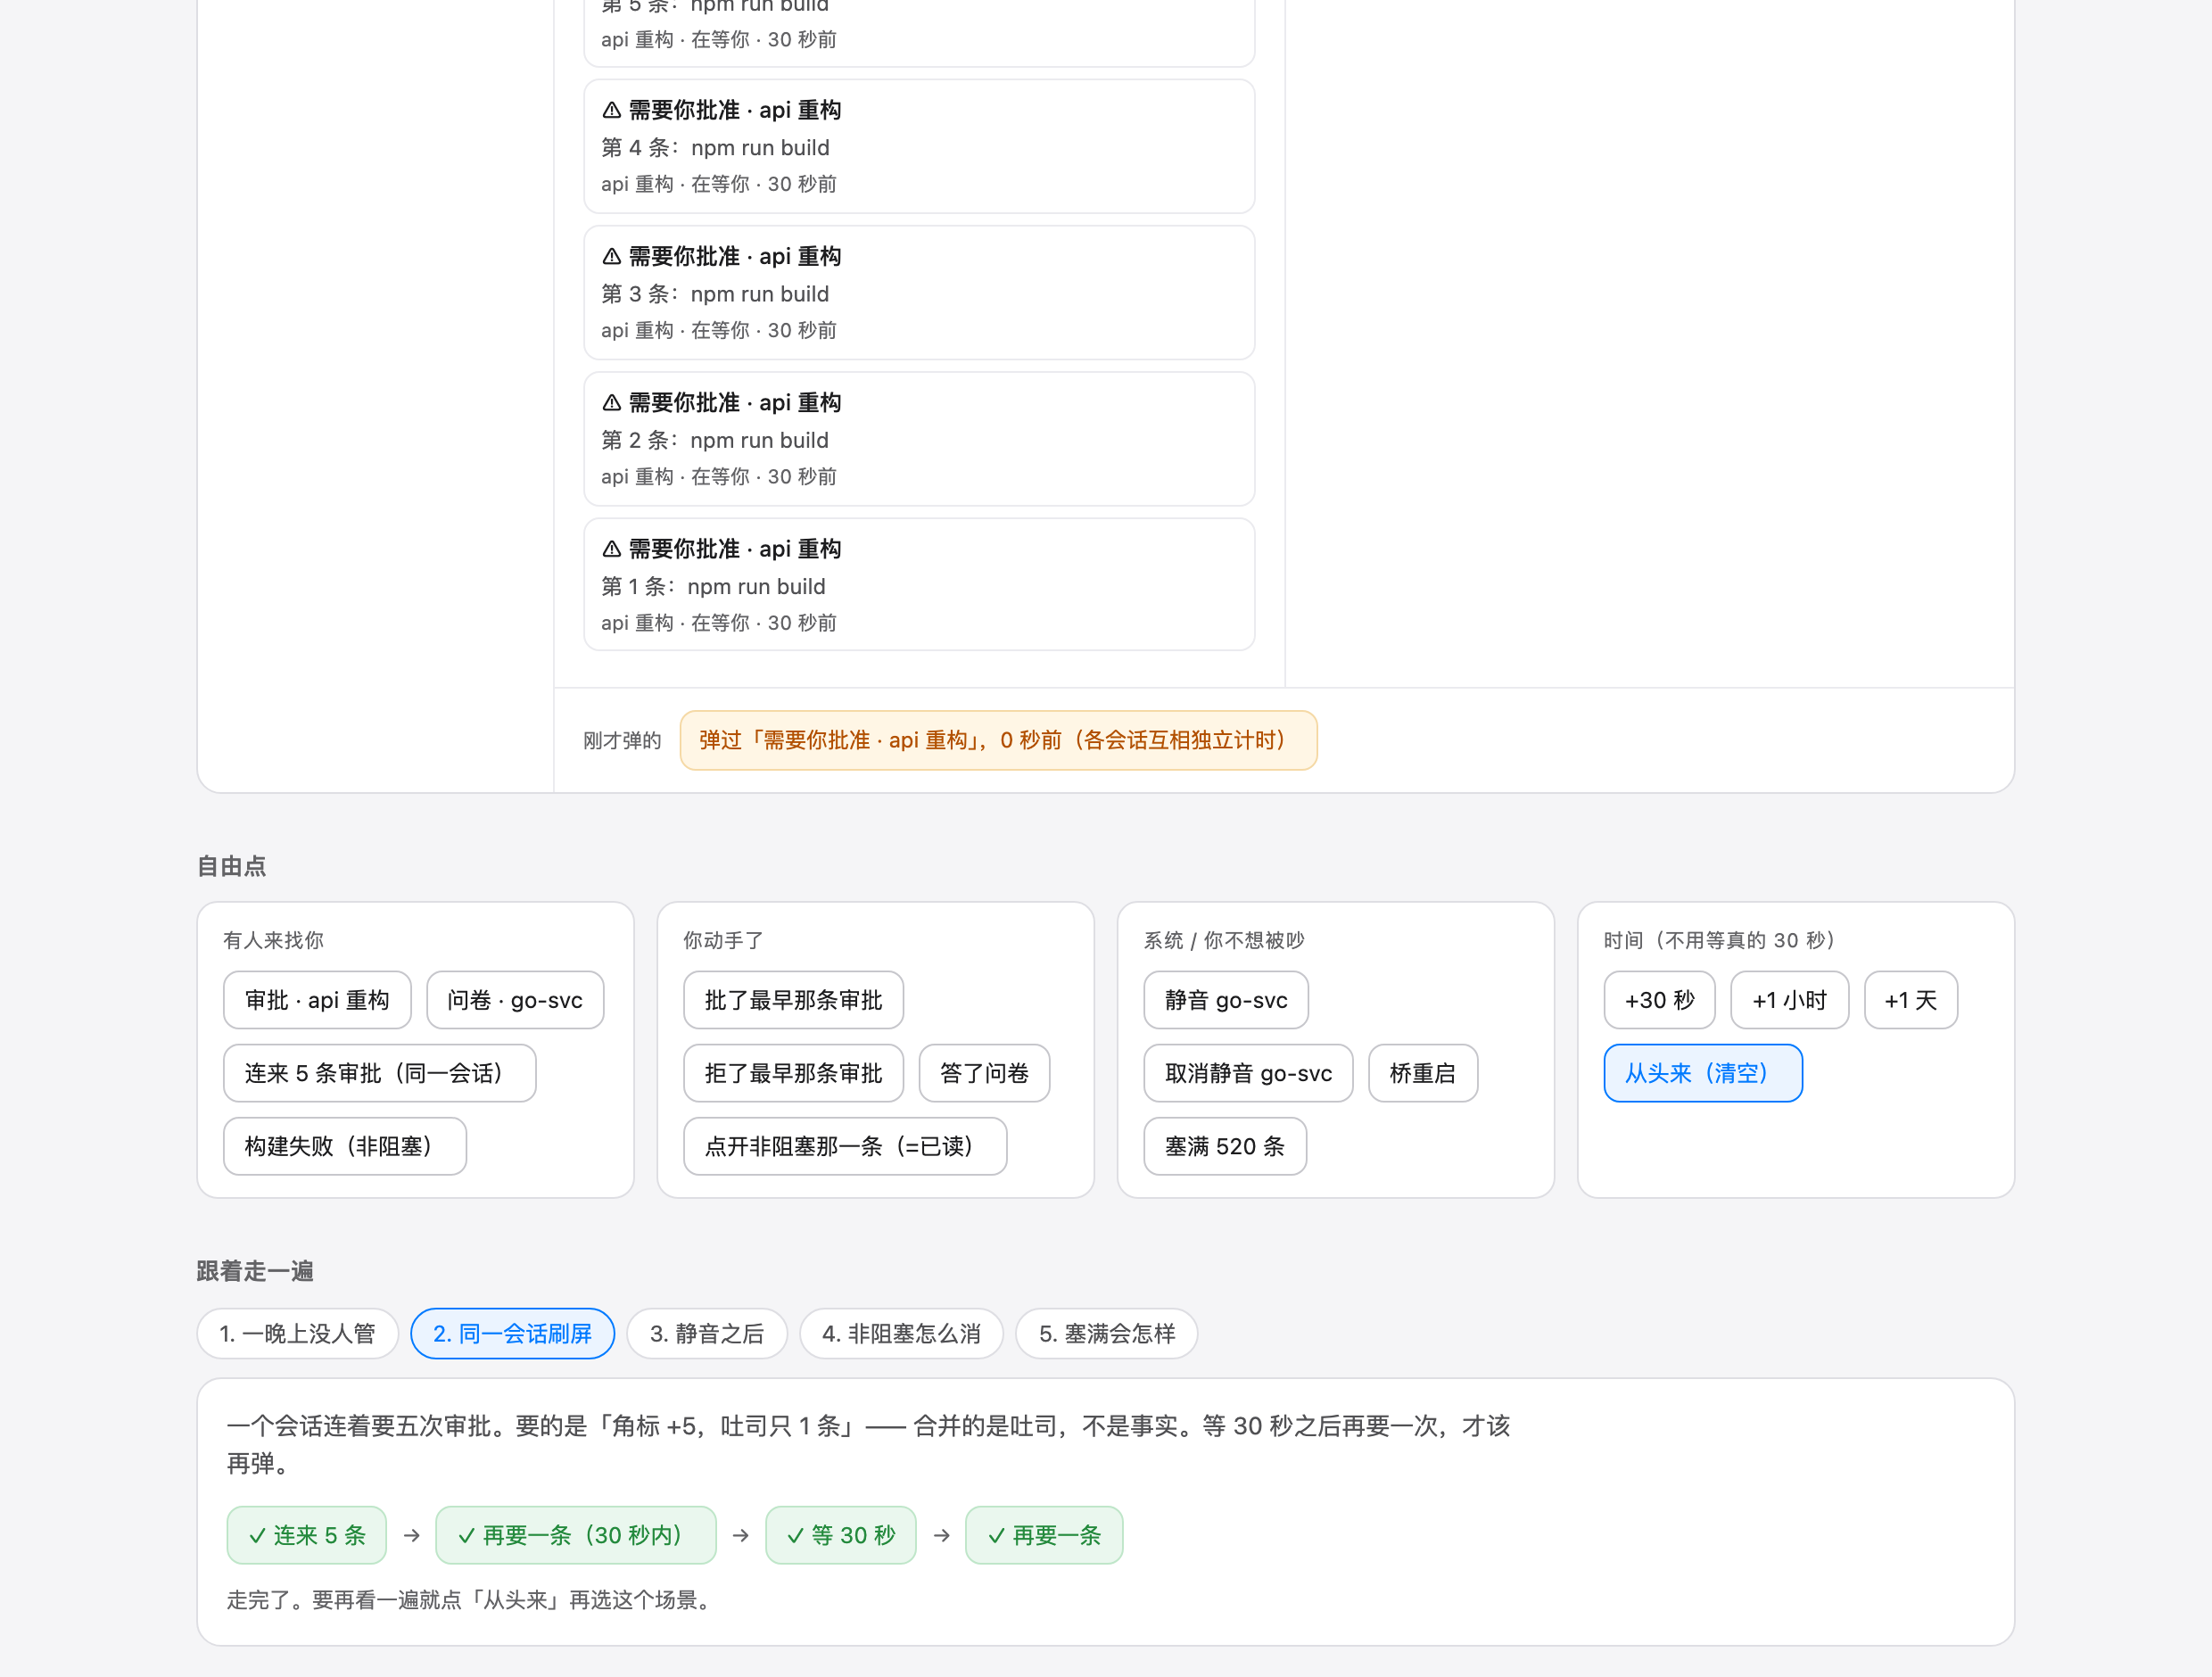 第 5 条：npm run build
api 重构 · 在等你 · 30 秒前
⚠ 需要你批准 · api 重构
第 4 条：npm run build
api 重构 · 在等你 · 30 秒前
⚠ 需要你批准 · api 重构
第 3 条：npm run build
api 重构 · 在等你 · 30 秒前
⚠ 需要你批准 · api 重构
第 2 条：npm run build
api 重构 · 在等你 · 30 秒前
⚠ 需要你批准 · api 重构
第 1 条：npm run build
api 重构 · 在等你 · 30 秒前
刚才弹的 弹过「需要你批准 · api 重构」，0 秒前（各会话互相独立计时）
自由点
有人来找你
审批 · api 重构 问卷 · go-svc
连来 5 条审批（同一会话）
构建失败（非阻塞）
你动手了
批了最早那条审批
拒了最早那条审批 答了问卷
点开非阻塞那一条（=已读）
系统 / 你不想被吵
静音 go-svc
取消静音 go-svc 桥重启
塞满 520 条
时间（不用等真的 30 秒）
+30 秒 +1 小时 +1 天
从头来（清空）
跟着走一遍
1. 一晚上没人管 2. 同一会话刷屏 3. 静音之后 4. 非阻塞怎么消 5. 塞满会怎样
一个会话连着要五次审批。要的是「角标 +5，吐司只 1 条」—— 合并的是吐司，不是事实。等 30 秒之后再要一次，才该
再弹。
✓ 连来 5 条 → ✓ 再要一条（30 秒内） → ✓ 等 30 秒 → ✓ 再要一条
走完了。要再看一遍就点「从头来」再选这个场景。